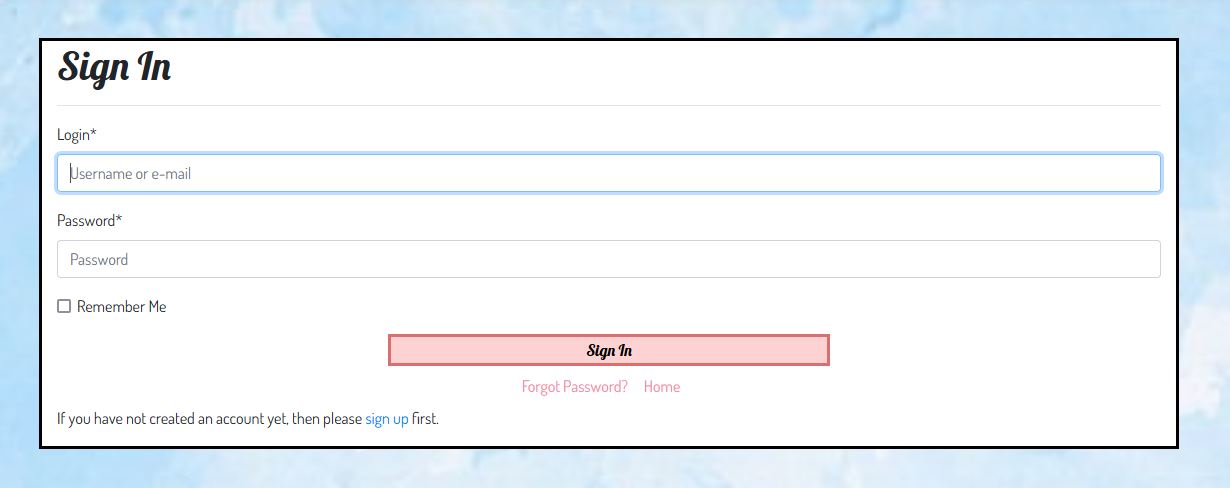 Sign In
Login*
Username or e-mail
Password*
Password
Remember Me
Sign In
Forgot Password? Home
If you have not created an account yet, then please sign up first.